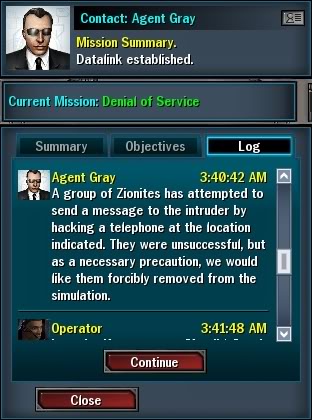 Contact: Agent Gray
Mission Summary.
Datalink established.
Current Mission: Denial of Service
Summary
Objectives
Log
Agent Gray 3:40:42 AM
A group of Zionites has attempted to
send a message to the intruder by
hacking a telephone at the location
indicated. They were unsuccessful, but
as a necessary precaution, we would
like them forcibly removed from the
simulation.
Operator 3:41:48 AM
Continue
Close